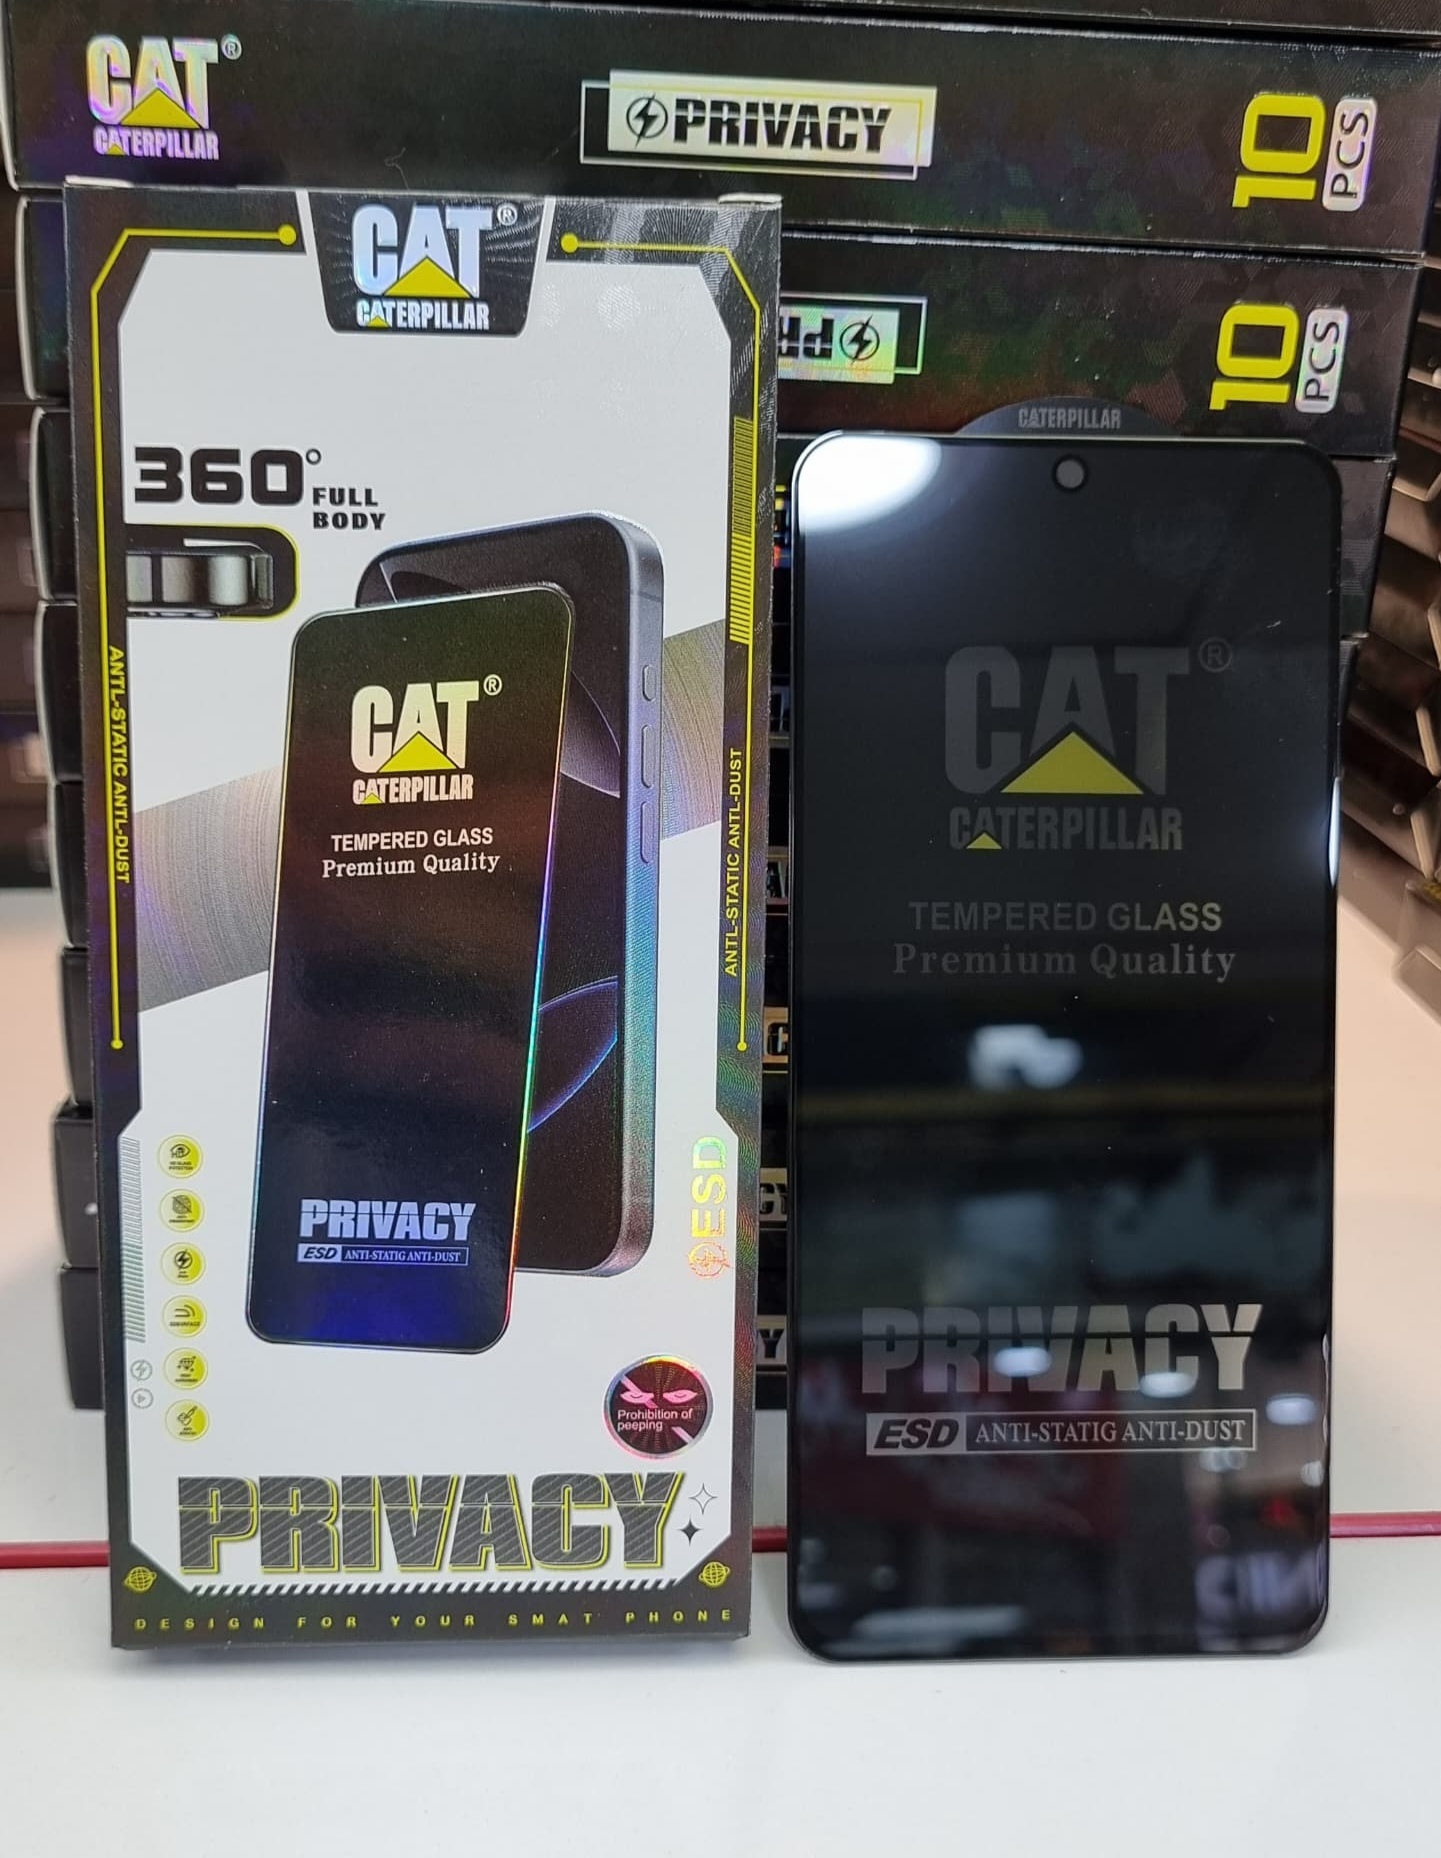 CAT®
CATERPILLAR
PRIVACY
10
PCS
CAT®
CATERPILLAR
10
PCS
CATERPILLAR
360°
FULL
BODY
ANTL-STATIC ANTL-DUST
ANTL-STATIC ANTL-DUST
CAT®
CATERPILLAR
TEMPERED GLASS
Premium Quality
PRIVACY
ESD ANTI-STATIG ANTI-DUST
ESD
Prohibition of
peeping
PRIVACY
DESIGN FOR YOUR SMAT PHONE
CAT®
CATERPILLAR
TEMPERED GLASS
Premium Quality
PRIVACY
ESD ANTI-STATIG ANTI-DUST